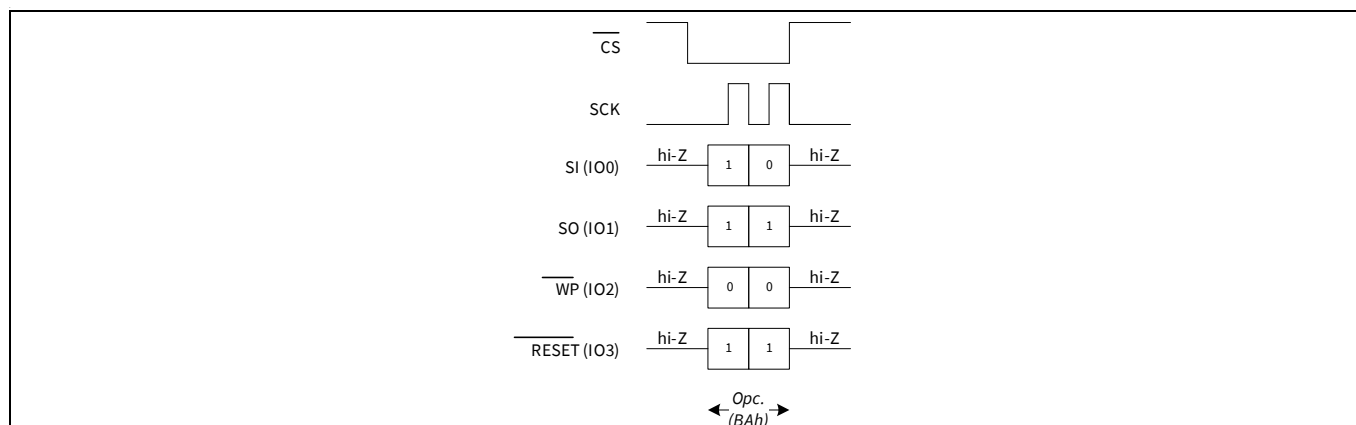 CS
SCK
SI (IO0) hi-Z 1 0 hi-Z
SO (IO1) hi-Z 1 1 hi-Z
WP (IO2) hi-Z 0 0 hi-Z
RESET (IO3) hi-Z 1 1 hi-Z
Opc.
(BAh)